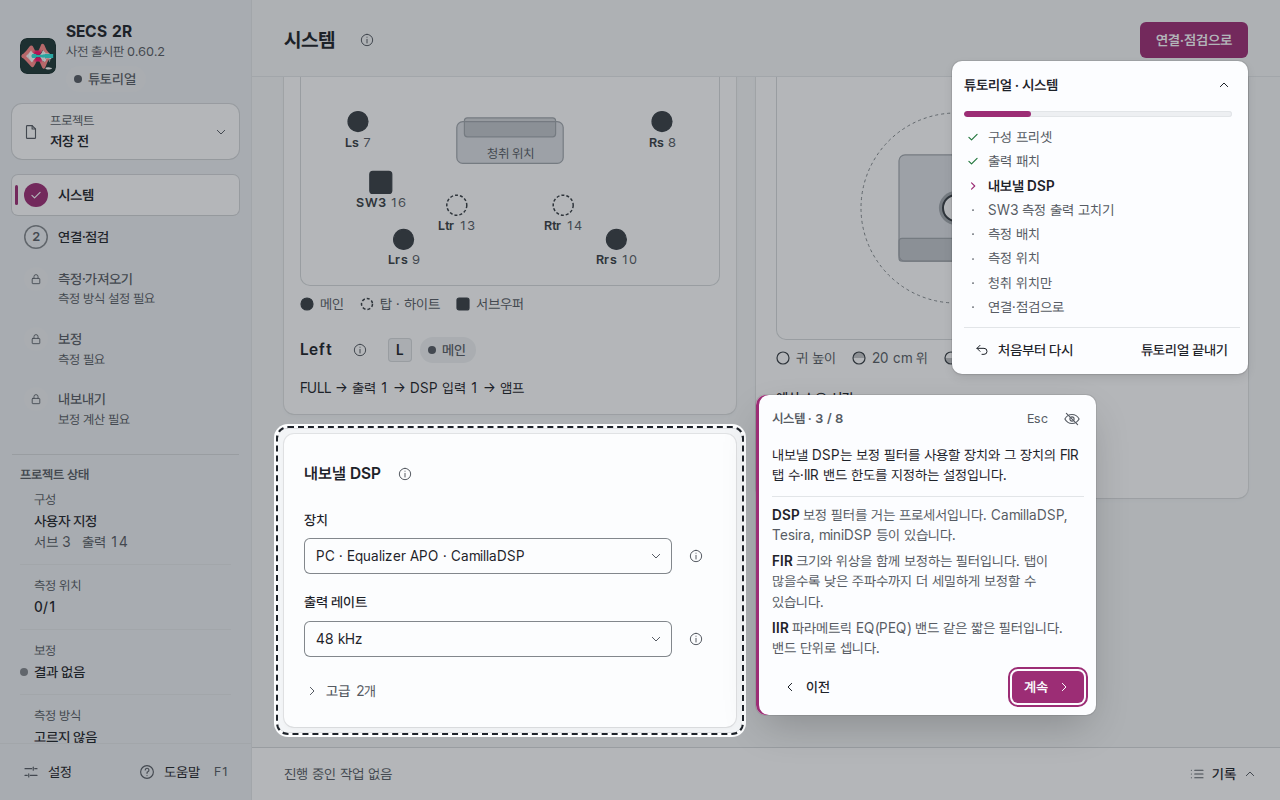 SECS 2R
사전 출시판 0.60.2
튜토리얼
프로젝트
저장 전
시스템
2 연결·점검
측정·가져오기
측정 방식 설정 필요
보정
측정 필요
내보내기
보정 계산 필요
프로젝트 상태
구성
사용자 지정
서브 3 출력 14
측정 위치
0/1
보정
결과 없음
측정 방식
고르지 않음
설정
도움말 F1
시스템
연결·점검으로
Ls 7
청취 위치
Rs 8
SW3 16
Ltr 13
Rtr 14
Lrs 9
Rrs 10
메인
탑 · 하이트
서브우퍼
Left
L
메인
FULL → 출력 1 → DSP 입력 1 → 앰프
귀 높이
20 cm 위
튜토리얼 · 시스템
구성 프리셋
출력 패치
내보낼 DSP
SW3 측정 출력 고치기
측정 배치
측정 위치
청취 위치만
연결·점검으로
처음부터 다시
튜토리얼 끝내기
내보낼 DSP
장치
PC · Equalizer APO · CamillaDSP
출력 레이트
48 kHz
고급 2개
시스템 · 3 / 8
Esc
내보낼 DSP는 보정 필터를 사용할 장치와 그 장치의 FIR
탭 수·IIR 밴드 한도를 지정하는 설정입니다.
DSP 보정 필터를 거는 프로세서입니다. CamillaDSP,
Tesira, miniDSP 등이 있습니다.
FIR 크기와 위상을 함께 보정하는 필터입니다. 탭이
많을수록 낮은 주파수까지 더 세밀하게 보정할 수
있습니다.
IIR 파라메트릭 EQ(PEQ) 밴드 같은 짧은 필터입니다.
밴드 단위로 셉니다.
이전
계속
진행 중인 작업 없음
기록